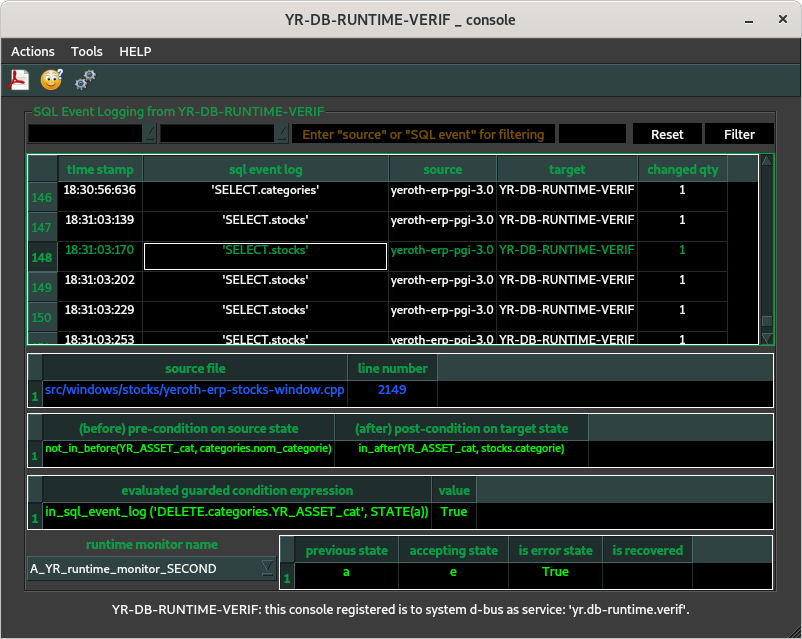 YR-DB-RUNTIME-VERIF _ console
Actions Tools HELP
SQL Event Logging from YR-DB-RUNTIME-VERIF
Enter "source" or "SQL event" for filtering Reset Filter
time stamp sql event log source target changed qty
146 18:30:56:636 'SELECT.categories' yeroth-erp-pgi-3.0 YR-DB-RUNTIME-VERIF 1
147 18:31:03:139 'SELECT.stocks' yeroth-erp-pgi-3.0 YR-DB-RUNTIME-VERIF 1
148 18:31:03:170 'SELECT.stocks' yeroth-erp-pgi-3.0 YR-DB-RUNTIME-VERIF 1
149 18:31:03:202 'SELECT.stocks' yeroth-erp-pgi-3.0 YR-DB-RUNTIME-VERIF 1
150 18:31:03:229 'SELECT.stocks' yeroth-erp-pgi-3.0 YR-DB-RUNTIME-VERIF 1
18:31:03:253 'SELECT.stocks' yeroth-erp-pgi-3.0 YR-DB-RUNTIME-VERIF 1
source file line number
1 src/windows/stocks/yeroth-erp-stocks-window.cpp 2149
(before) pre-condition on source state (after) post-condition on target state
1 not_in_before(YR_ASSET_cat, categories.nom_categorie) in_after(YR_ASSET_cat, stocks.categorie)
evaluated guarded condition expression value
1 in_sql_event_log ('DELETE.categories.YR_ASSET_cat', STATE(a)) True
runtime monitor name previous state accepting state is error state is recovered
A_YR_runtime_monitor_SECOND 1 a e True
YR-DB-RUNTIME-VERIF: this console registered is to system d-bus as service: 'yr.db-runtime.verif'.